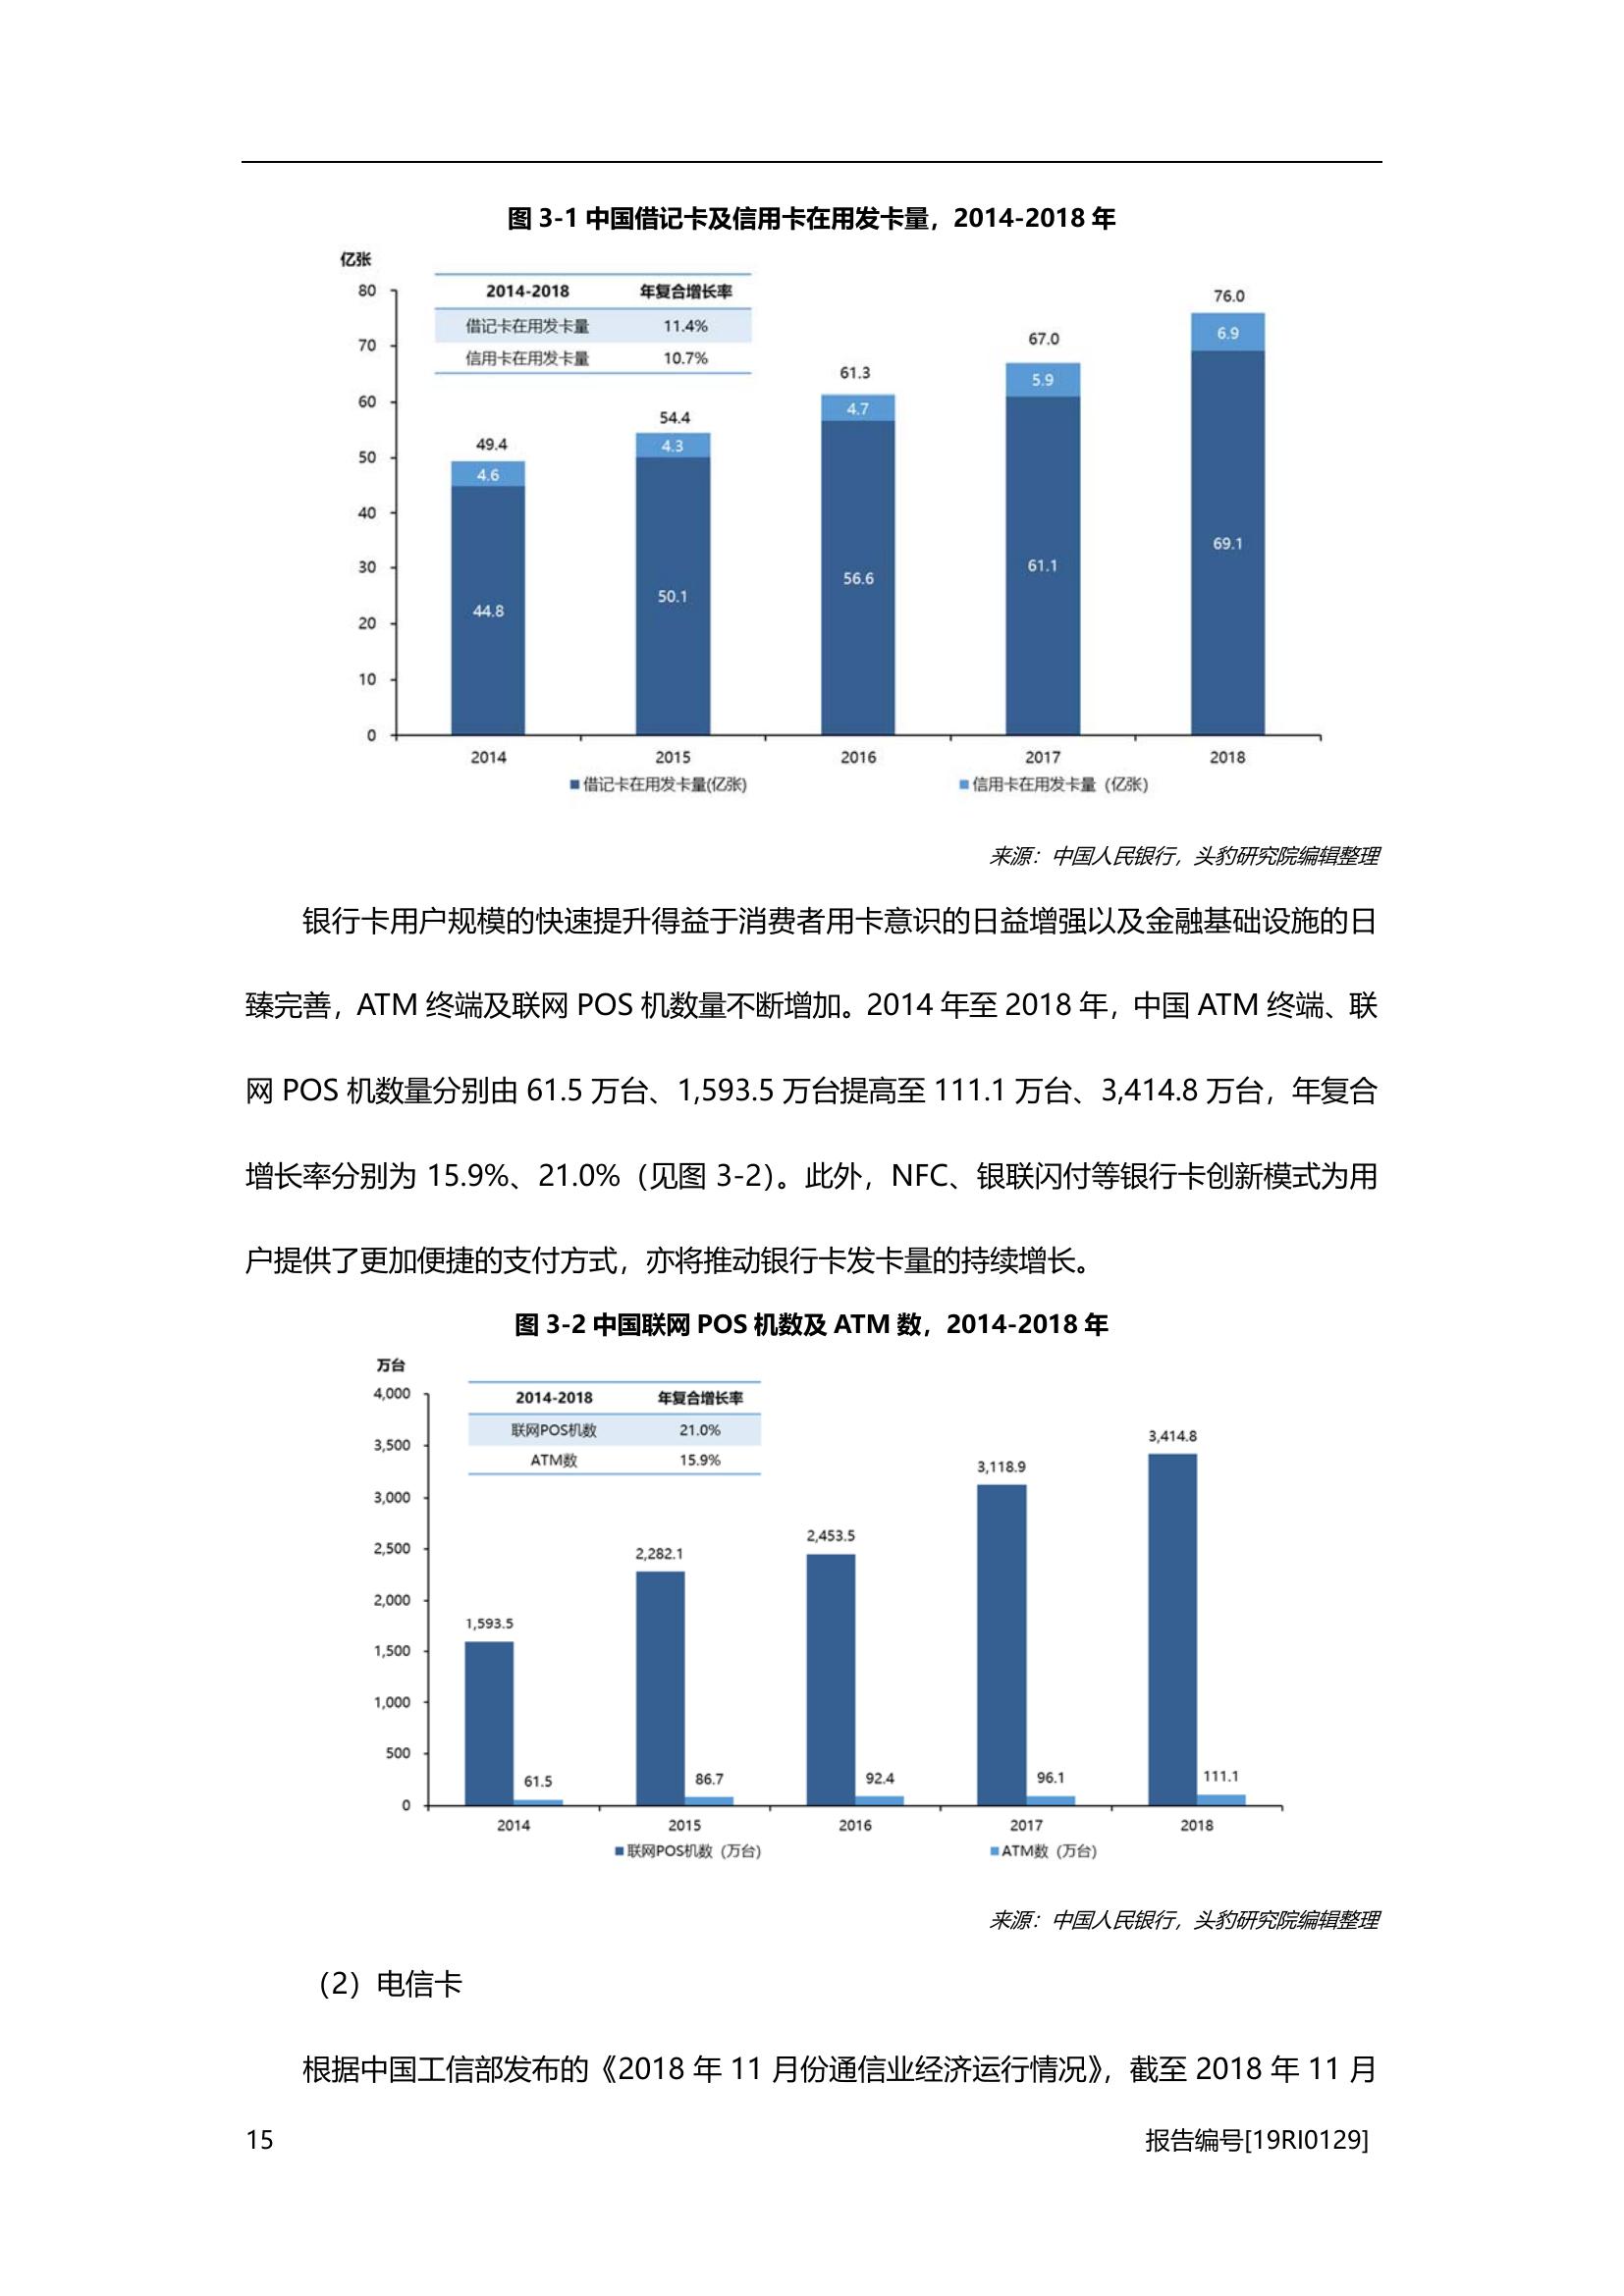 图 3-1 中国借记卡及信用卡在用发卡量，2014-2018 年
亿张
2014-2018 年复合增长率
借记卡在用发卡量 11.4%
信用卡在用发卡量 10.7%
80
70
60
50
40
30
20
10
0
49.4
4.6
44.8
54.4
4.3
50.1
61.3
4.7
56.6
67.0
5.9
61.1
76.0
6.9
69.1
2014 2015 2016 2017 2018
借记卡在用发卡量(亿张) 信用卡在用发卡量（亿张）
来源：中国人民银行，头豹研究院编辑整理
银行卡用户规模的快速提升得益于消费者用卡意识的日益增强以及金融基础设施的日
臻完善，ATM 终端及联网 POS 机数量不断增加。2014 年至 2018 年，中国 ATM 终端、联
网 POS 机数量分别由 61.5 万台、1,593.5 万台提高至 111.1 万台、3,414.8 万台，年复合
增长率分别为 15.9%、21.0%（见图 3-2）。此外，NFC、银联闪付等银行卡创新模式为用
户提供了更加便捷的支付方式，亦将推动银行卡发卡量的持续增长。
图 3-2 中国联网 POS 机数及 ATM 数，2014-2018 年
万台
2014-2018 年复合增长率
联网POS机数 21.0%
ATM数 15.9%
4,000
3,500
3,000
2,500
2,000
1,500
1,000
500
0
1,593.5
61.5
2,282.1
86.7
2,453.5
92.4
3,118.9
96.1
3,414.8
111.1
2014 2015 2016 2017 2018
联网POS机数（万台） ATM数（万台）
来源：中国人民银行，头豹研究院编辑整理
（2）电信卡
根据中国工信部发布的《2018 年 11 月份通信业经济运行情况》，截至 2018 年 11 月
15 报告编号[19RI0129]